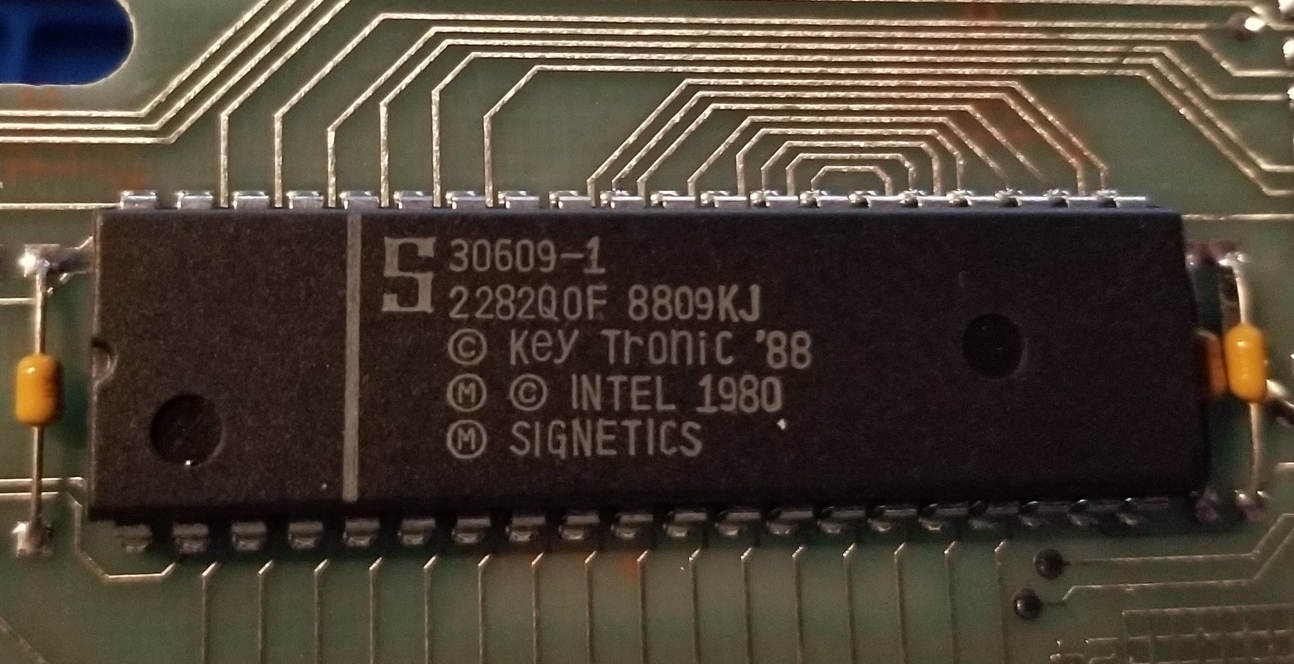 S 30609-1
2282Q0F 8809KJ
© Key Tronic '88
Ⓜ © INTEL 1980
Ⓜ SIGNETICS